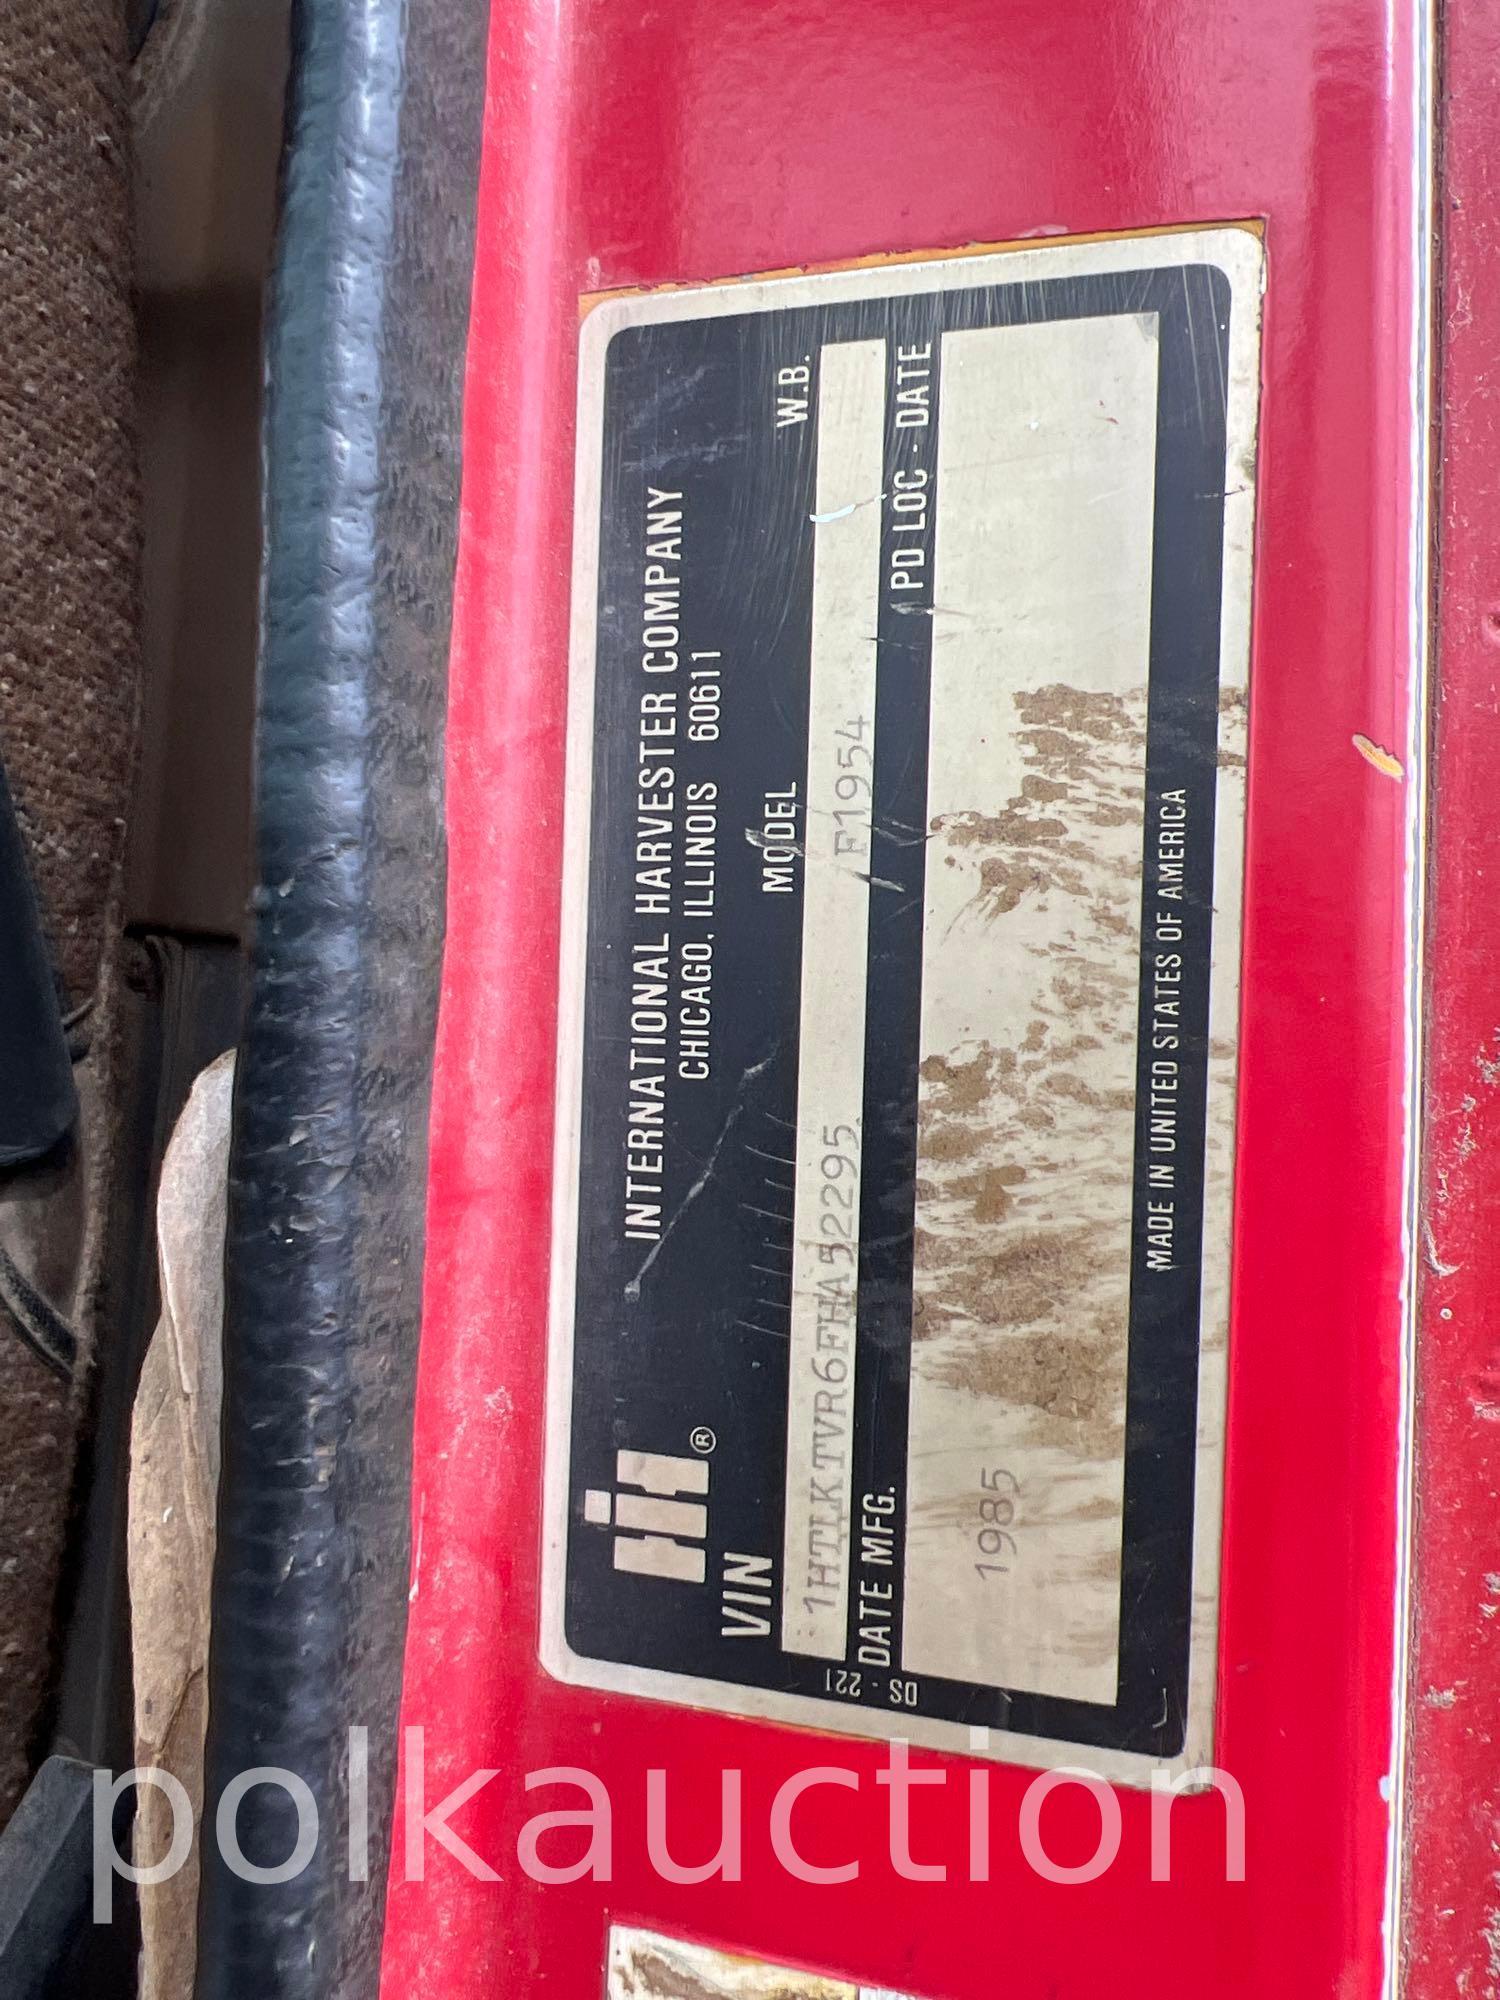 INTERNATIONAL HARVESTER COMPANY
CHICAGO, ILLINOIS 60611
®
VIN MODEL W.B.
1HTLKTVR6FHA52295 F1954
DATE MFG. PD LOC - DATE
1985
MADE IN UNITED STATES OF AMERICA
DS - 221
polkauction